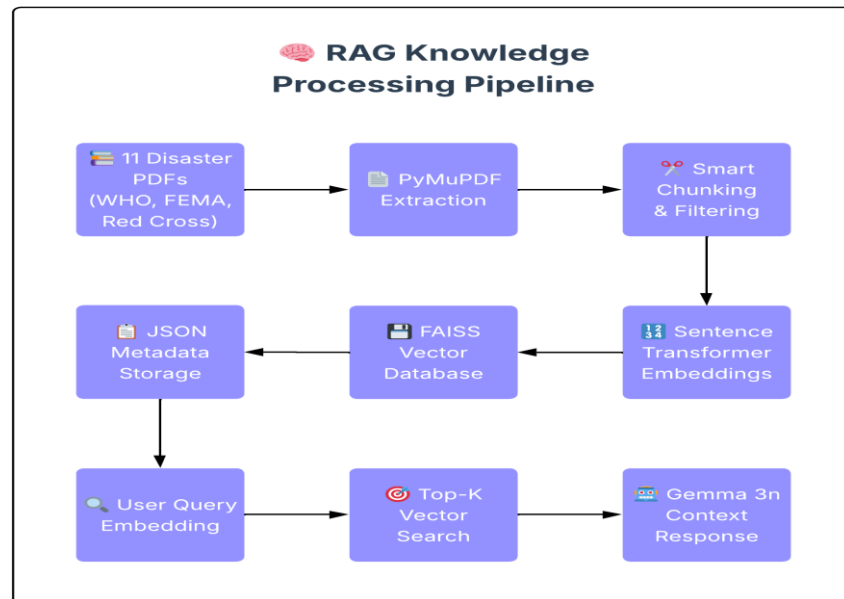 🧠 RAG Knowledge
Processing Pipeline
📚 11 Disaster
PDFs
(WHO, FEMA,
Red Cross)
📄 PyMuPDF
Extraction
✂️ Smart
Chunking
& Filtering
📋 JSON
Metadata
Storage
💾 FAISS
Vector
Database
🔢 Sentence
Transformer
Embeddings
🔍 User Query
Embedding
🎯 Top-K
Vector
Search
🤖 Gemma 3n
Context
Response